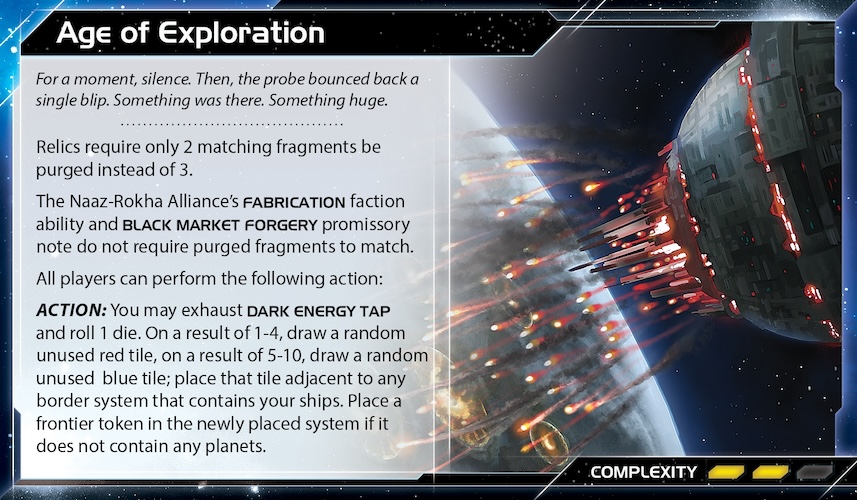 Age of Exploration
For a moment, silence. Then, the probe bounced back a
single blip. Something was there. Something huge.
Relics require only 2 matching fragments be
purged instead of 3.
The Naaz-Rokha Alliance's FABRICATION faction
ability and BLACK MARKET FORGERY promissory
note do not require purged fragments to match.
All players can perform the following action:
ACTION: You may exhaust DARK ENERGY TAP
and roll 1 die. On a result of 1-4, draw a random
unused red tile, on a result of 5-10, draw a random
unused blue tile; place that tile adjacent to any
border system that contains your ships. Place a
frontier token in the newly placed system if it
does not contain any planets.
COMPLEXITY